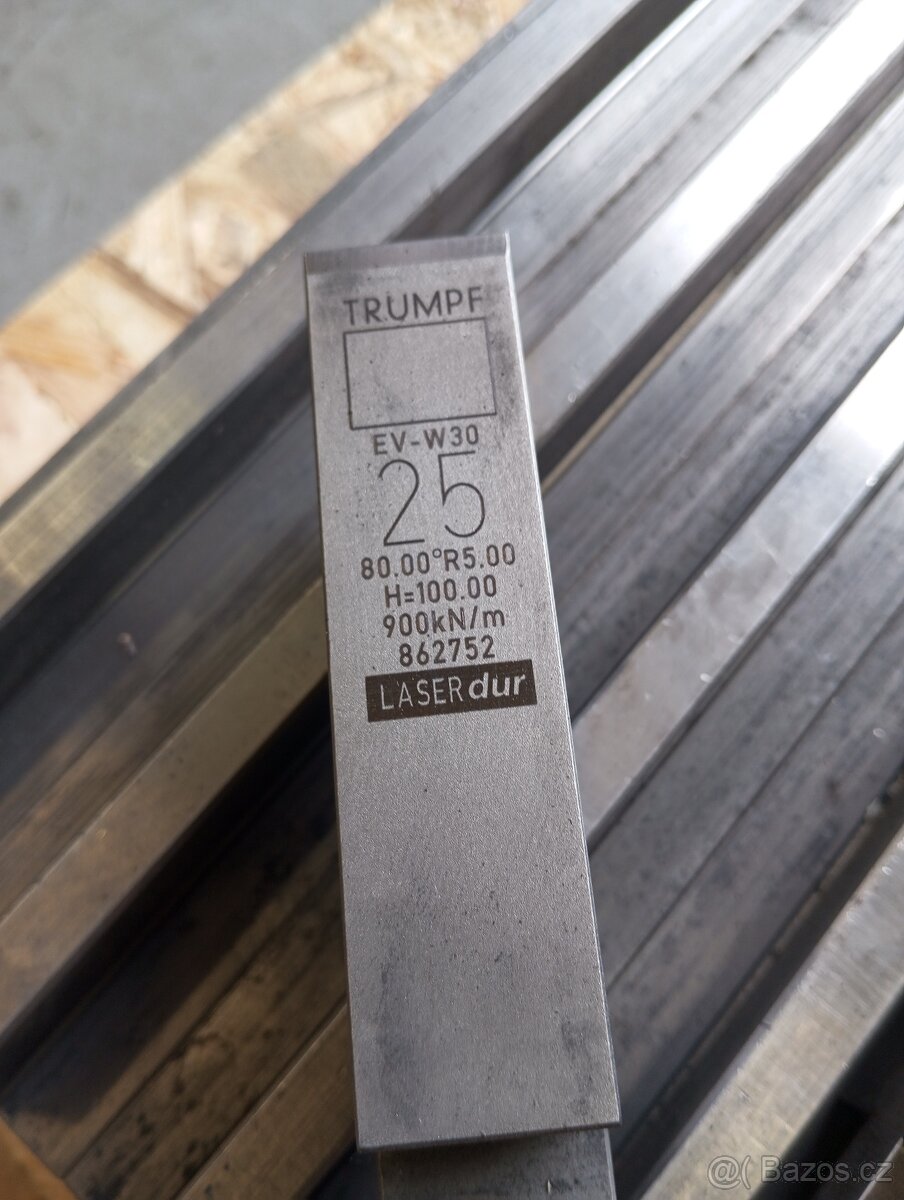 TRUMPF
EV-W30
25
80.00°R5.00
H=100.00
900kN/m
862752
LASERdur
@( Bazos.cz